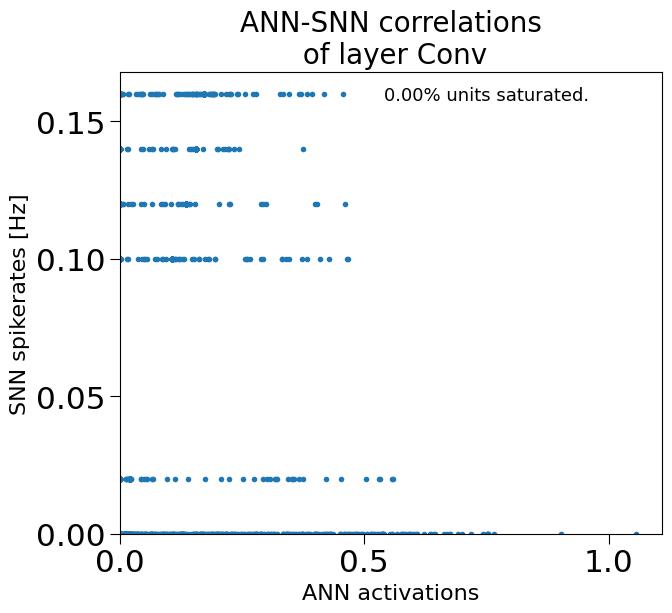 ANN-SNN correlations
of layer Conv
0.00% units saturated.
0.15
0.10
0.05
0.00
SNN spikerates [Hz]
0.0 0.5 1.0
ANN activations